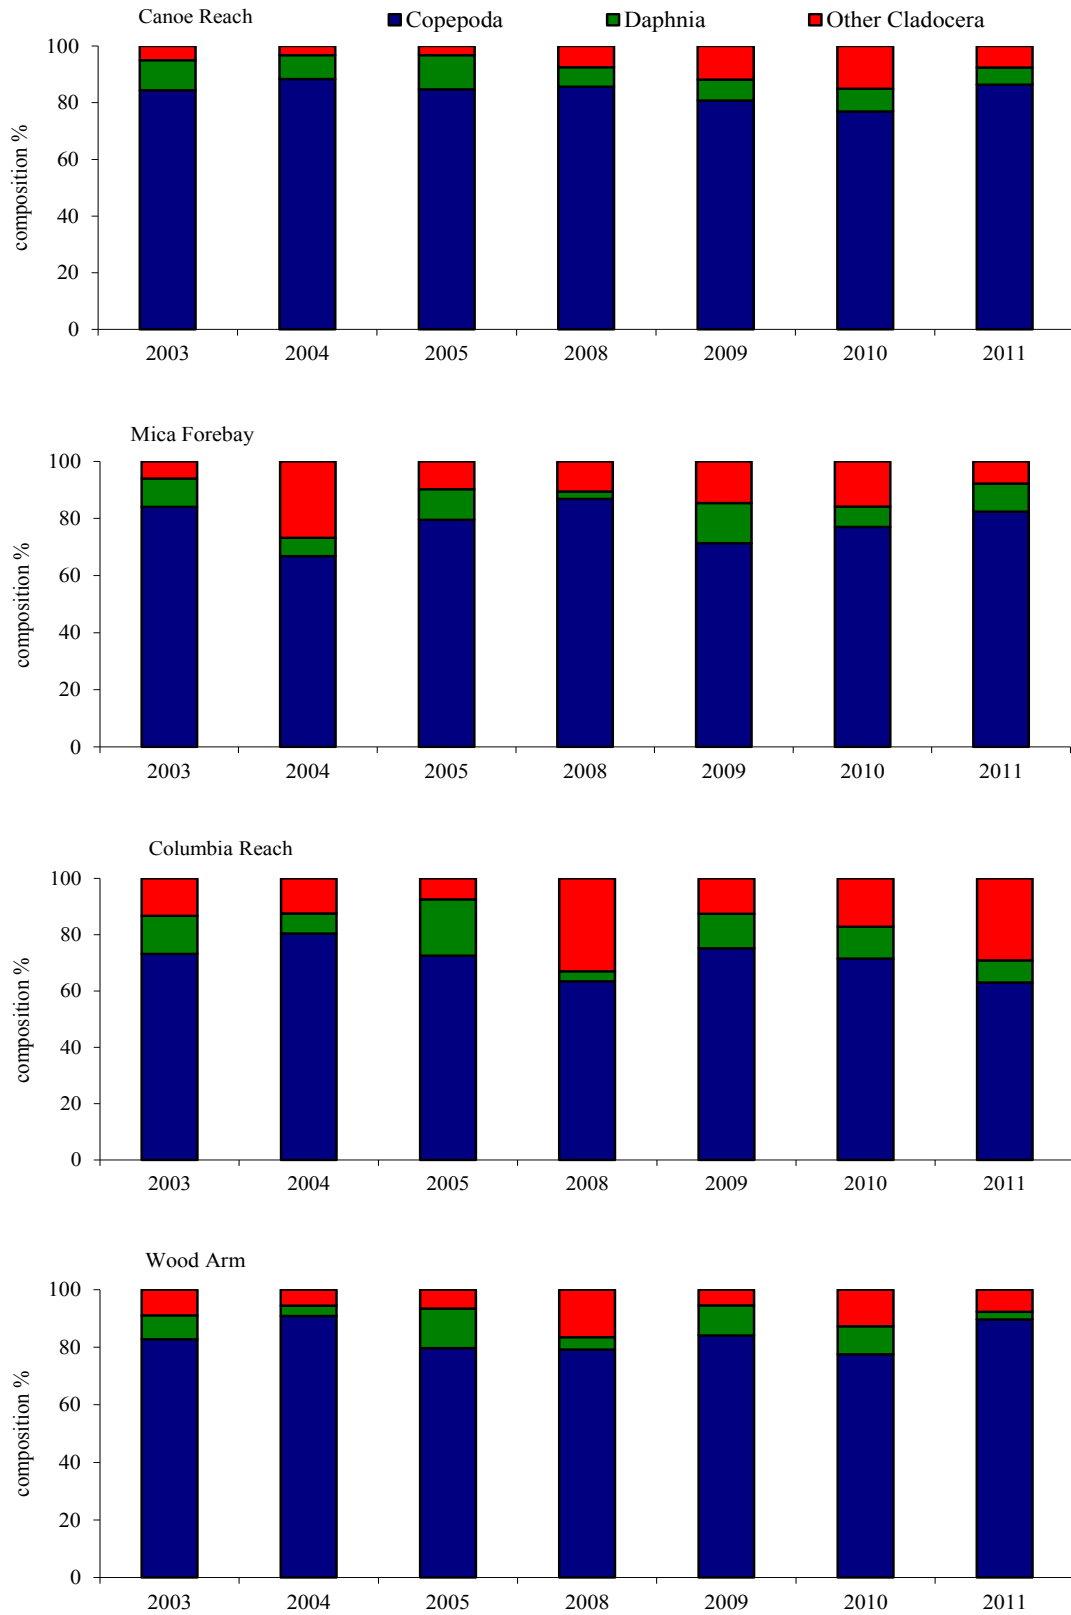 Canoe Reach
Copepoda Daphnia Other Cladocera
composition %
100
80
60
40
20
0
2003 2004 2005 2008 2009 2010 2011
Mica Forebay
composition %
100
80
60
40
20
0
2003 2004 2005 2008 2009 2010 2011
Columbia Reach
composition %
100
80
60
40
20
0
2003 2004 2005 2008 2009 2010 2011
Wood Arm
composition %
100
80
60
40
20
0
2003 2004 2005 2008 2009 2010 2011